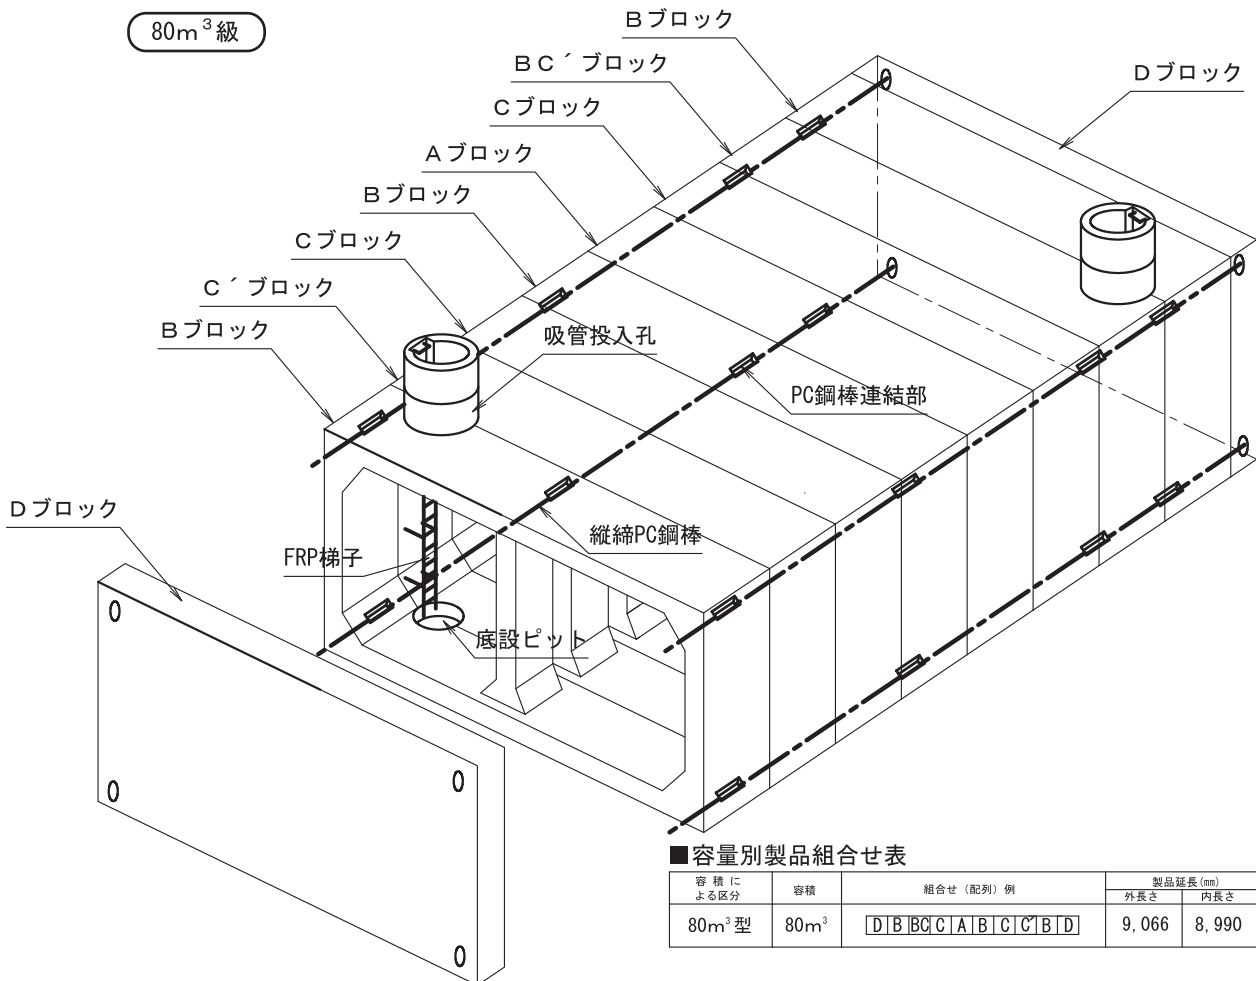 80m³級
Bブロック
BC´ブロック
Dブロック
Cブロック
Aブロック
Bブロック
Cブロック
C´ブロック
Bブロック
吸管投入孔
PC鋼棒連結部
Dブロック
縦締PC鋼棒
FRP梯子
底設ピット
■容量別製品組合せ表
容積に
よる区分
容積
組合せ（配列）例
製品延長(mm)
外長さ
内長さ
80m³型
80m³
D B BC C A B C C´ B D
9,066
8,990